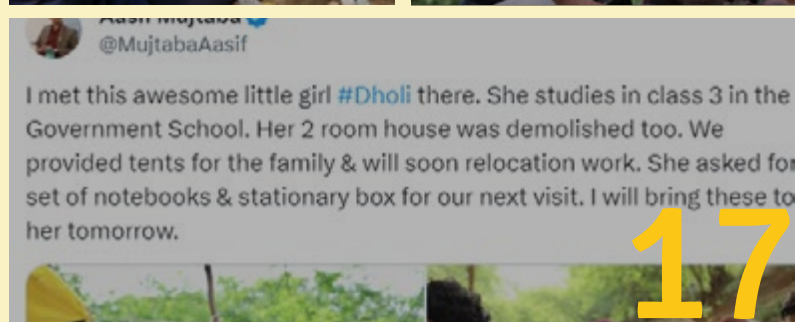 Aasif Mujtaba
@MujtabaAasif
I met this awesome little girl #Dholi there. She studies in class 3 in the
Government School. Her 2 room house was demolished too. We
provided tents for the family & will soon relocation work. She asked for
set of notebooks & stationary box for our next visit. I will bring these to
her tomorrow.
17